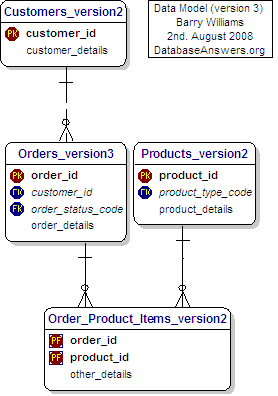 Customers_version2
PK customer_id
customer_details
Data Model (version 3)
Barry Williams
2nd. August 2008
DatabaseAnswers.org
Orders_version3
PK order_id
FK customer_id
FK order_status_code
order_details
Products_version2
PK product_id
FK product_type_code
product_details
Order_Product_Items_version2
PF order_id
PF product_id
other_details